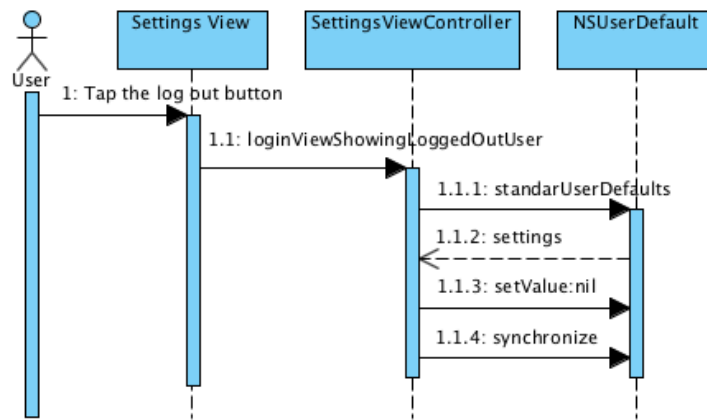 Settings View
SettingsViewController
NSUserDefault
User
1: Tap the log out button
1.1: loginViewShowingLoggedOutUser
1.1.1: standarUserDefaults
1.1.2: settings
1.1.3: setValue:nil
1.1.4: synchronize